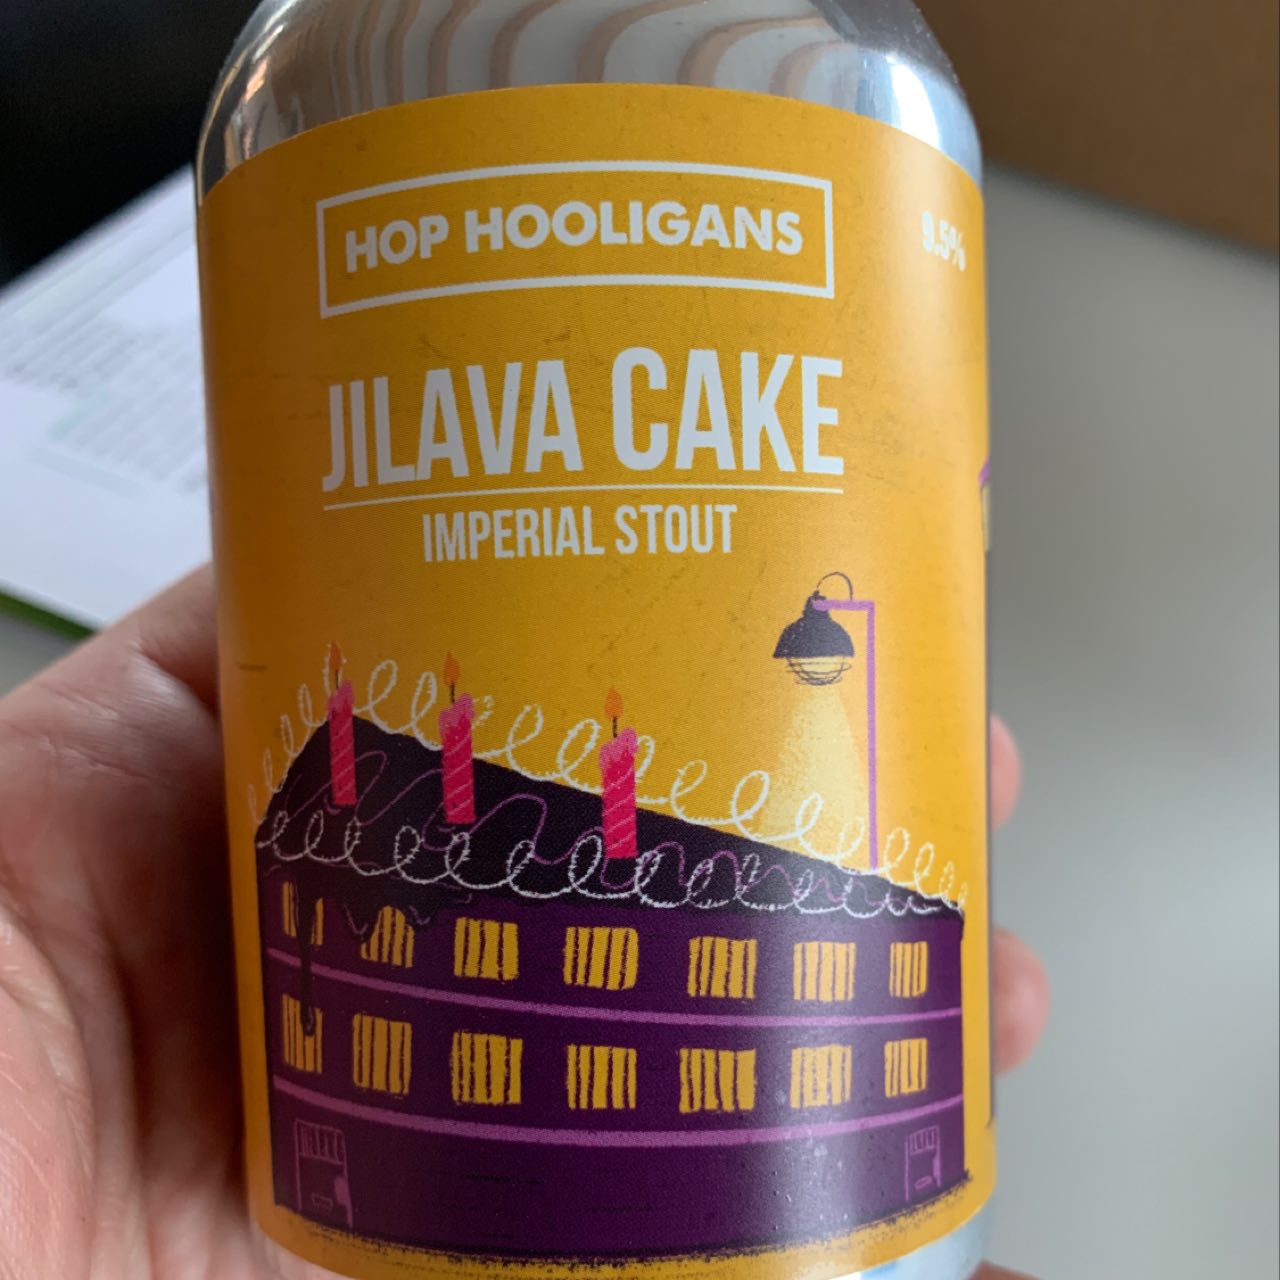 HOP HOOLIGANS
9.5%
JILAVA CAKE
IMPERIAL STOUT